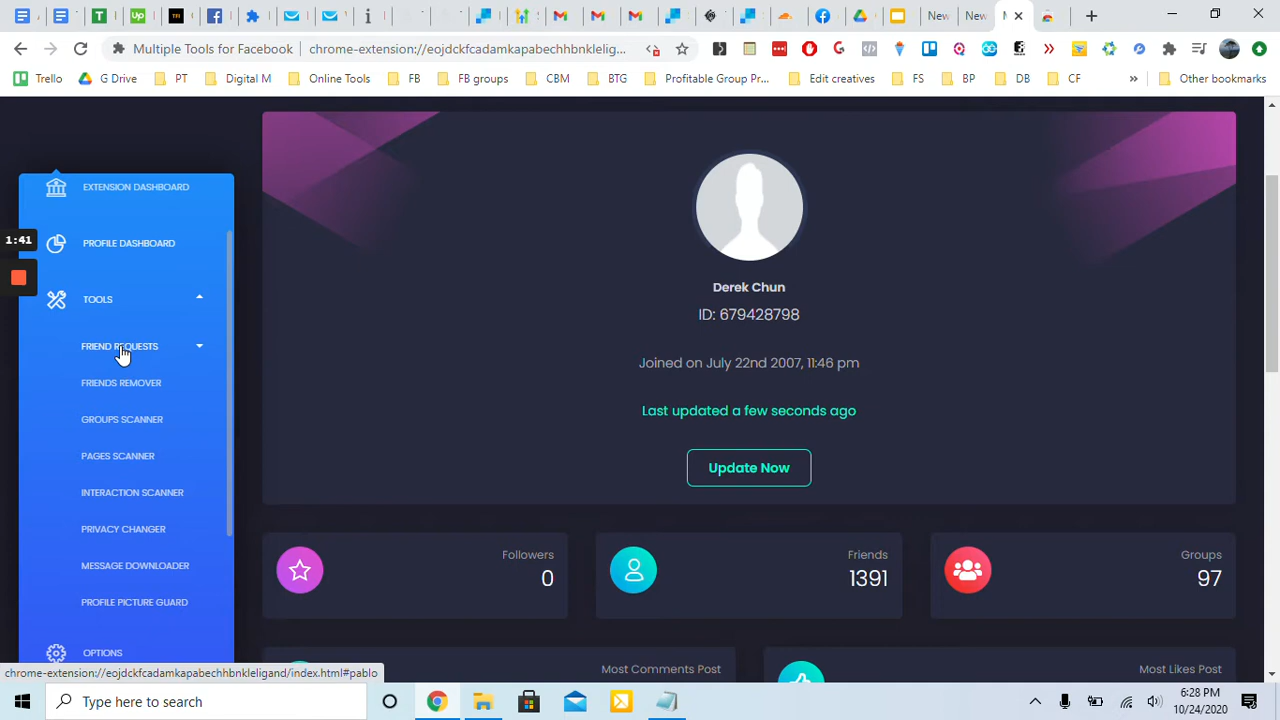 New
New
Multiple Tools for Facebook
chrome-extension://eojdckfcadamkapabechhbnkleligand...
Trello
G Drive
PT
Digital M
Online Tools
FB
FB groups
CBM
BTG
Profitable Group Pr...
Edit creatives
FS
BP
DB
CF
Other bookmarks
EXTENSION DASHBOARD
1:41
PROFILE DASHBOARD
TOOLS
FRIEND REQUESTS
FRIENDS REMOVER
GROUPS SCANNER
PAGES SCANNER
INTERACTION SCANNER
PRIVACY CHANGER
MESSAGE DOWNLOADER
PROFILE PICTURE GUARD
OPTIONS
Derek Chun
ID: 679428798
Joined on July 22nd 2007, 11:46 pm
Last updated a few seconds ago
Update Now
Followers
0
Friends
1391
Groups
97
Most Comments Post
Most Likes Post
chrome-extension://eojdckfcadamkapabechhbnkleligand/index.html#pablo
Type here to search
6:28 PM
10/24/2020